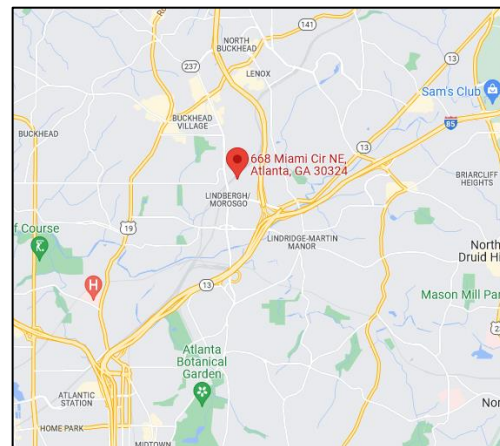 NORTH
BUCKHEAD
141
13
237
LENOX
Sam's Club
85
BUCKHEAD
BUCKHEAD
VILLAGE
668 Miami Cir NE,
Atlanta, GA 30324
13
BRIARCLIFF
HEIGHTS
LINDBERGH/
MOROSGO
19
LINDRIDGE-MARTIN
MANOR
f Course
North
Druid Hi
H
13
Mason Mill Par
Atlanta
Botanical
Garden
ATLANTIC
STATION
HOME PARK
MIDTOWN
Nor